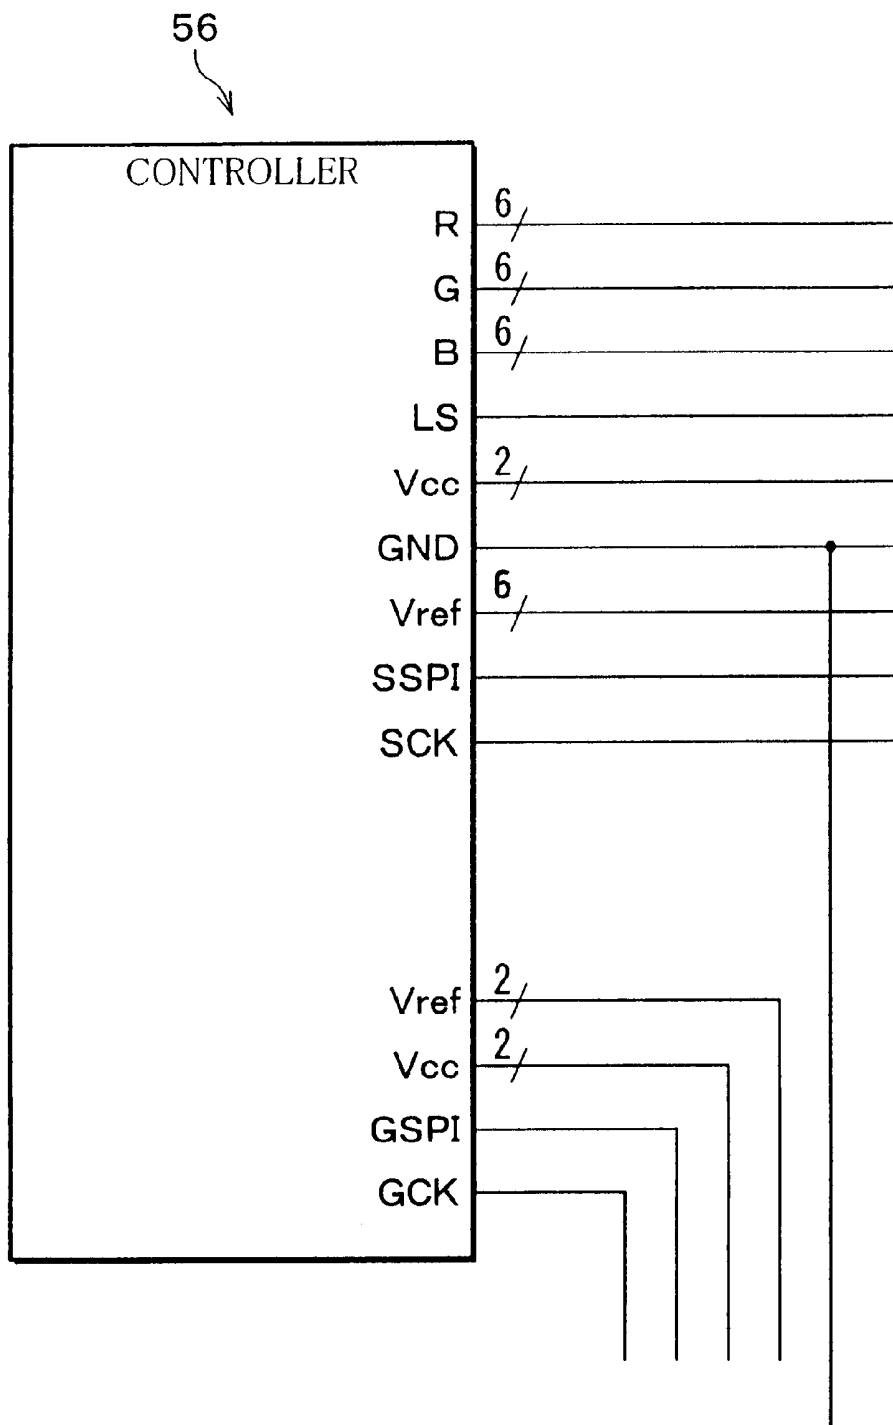 56
CONTROLLER
R 6
G 6
B 6
LS
Vcc 2
GND
Vref 6
SSPI
SCK
Vref 2
Vcc 2
GSPI
GCK